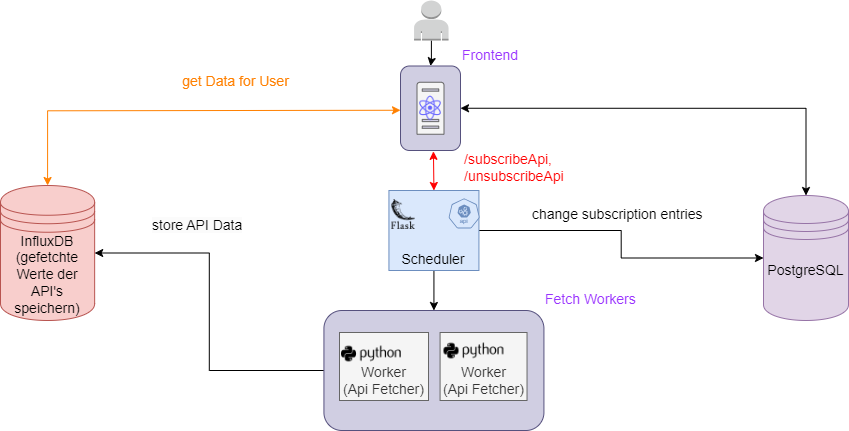 Frontend
get Data for User
/subscribeApi,
/unsubscribeApi
InfluxDB
(gefetchte
Werte der
API's
speichern)
store API Data
Flask
api
Scheduler
change subscription entries
PostgreSQL
Fetch Workers
python
Worker
(Api Fetcher)
python
Worker
(Api Fetcher)